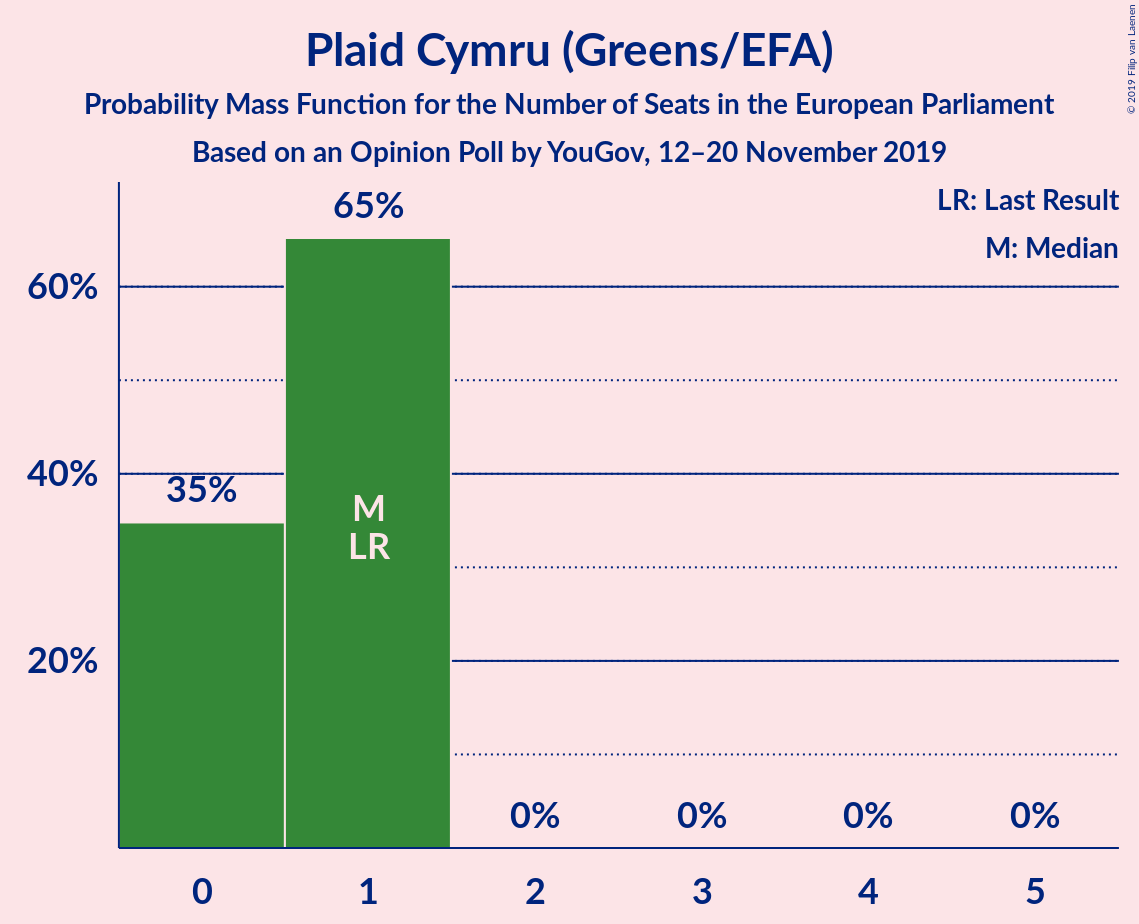 Plaid Cymru (Greens/EFA)
Probability Mass Function for the Number of Seats in the European Parliament
Based on an Opinion Poll by YouGov, 12–20 November 2019
© 2019 Filip van Laenen
LR: Last Result
M: Median
65%
60%
40%
35%
M
LR
20%
0% 0% 0% 0%
0 1 2 3 4 5